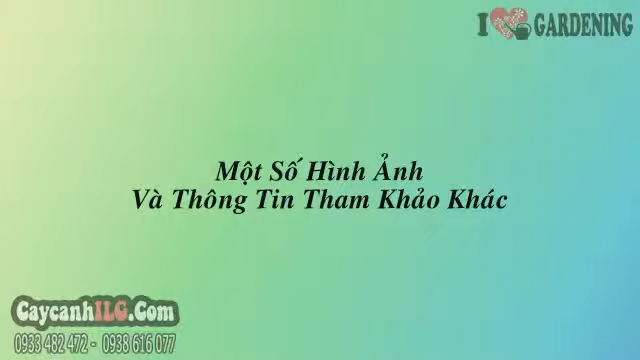 I GARDENING
Một Số Hình Ảnh
Và Thông Tin Tham Khảo Khác
CaycanhILG.Com
0933 482 472 - 0938 616 077